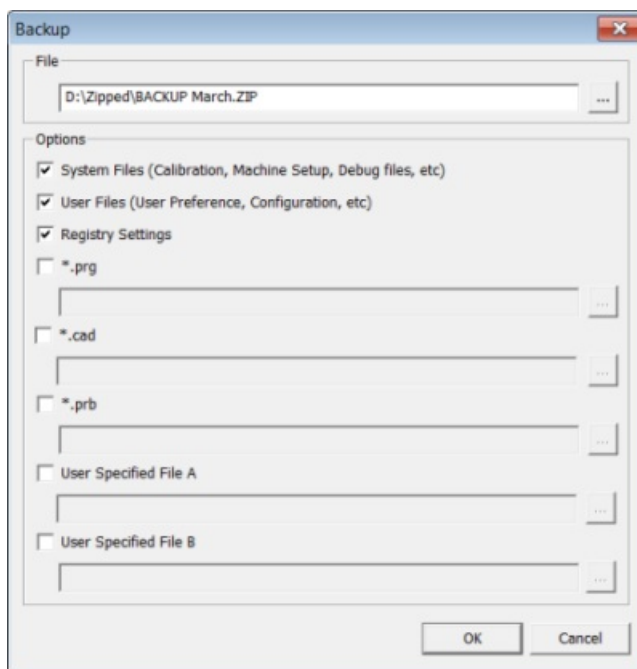 Backup
File
D:\Zipped\BACKUP March.ZIP
...
Options
System Files (Calibration, Machine Setup, Debug files, etc)
User Files (User Preference, Configuration, etc)
Registry Settings
*.prg
...
*.cad
...
*.prb
...
User Specified File A
...
User Specified File B
...
OK Cancel